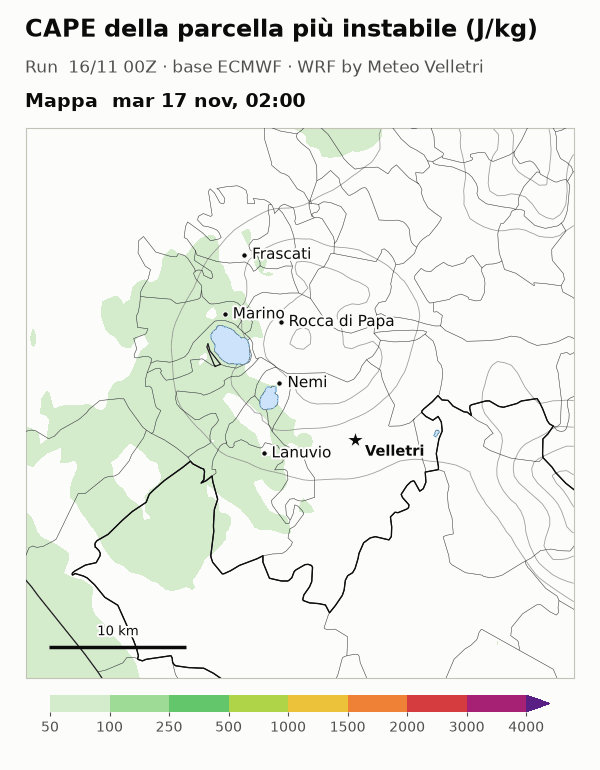 CAPE della parcella più instabile (J/kg)
Run  16/11 00Z · base ECMWF · WRF by Meteo Velletri
Mappa  mar 17 nov, 02:00
Frascati
Marino
Rocca di Papa
Nemi
Velletri
Lanuvio
10 km
50 100 250 500 1000 1500 2000 3000 4000